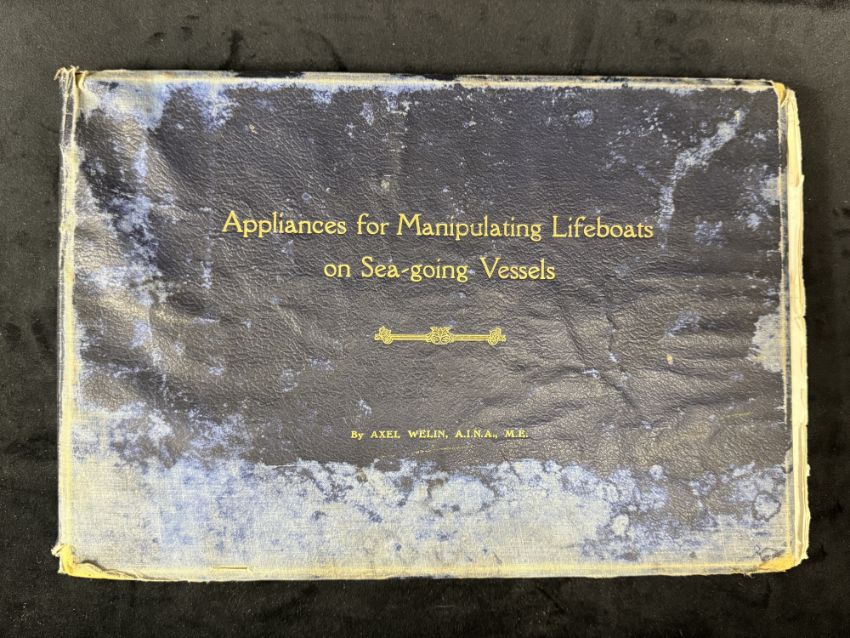 Appliances for Manipulating Lifeboats
on Sea-going Vessels
By AXEL WELIN, A.I.N.A., M.E.